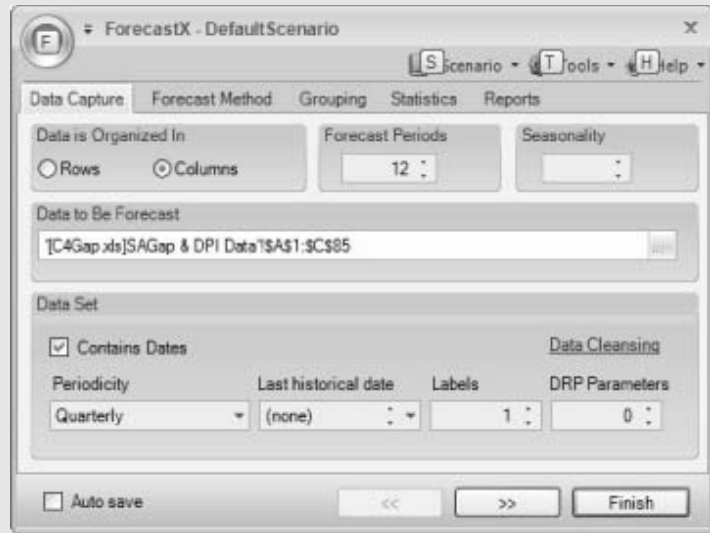 F
ForecastX - DefaultScenario
S Scenario T Tools H Help
Data Capture Forecast Method Grouping Statistics Reports
Data is Organized In Forecast Periods Seasonality
Rows Columns 12
Data to Be Forecast
'[C4Gap.xls]SAGap & DPI Data'!$A$1:$C$85
Data Set
Contains Dates Data Cleansing
Periodicity Last historical date Labels DRP Parameters
Quarterly (none) 1 0
Auto save << >> Finish